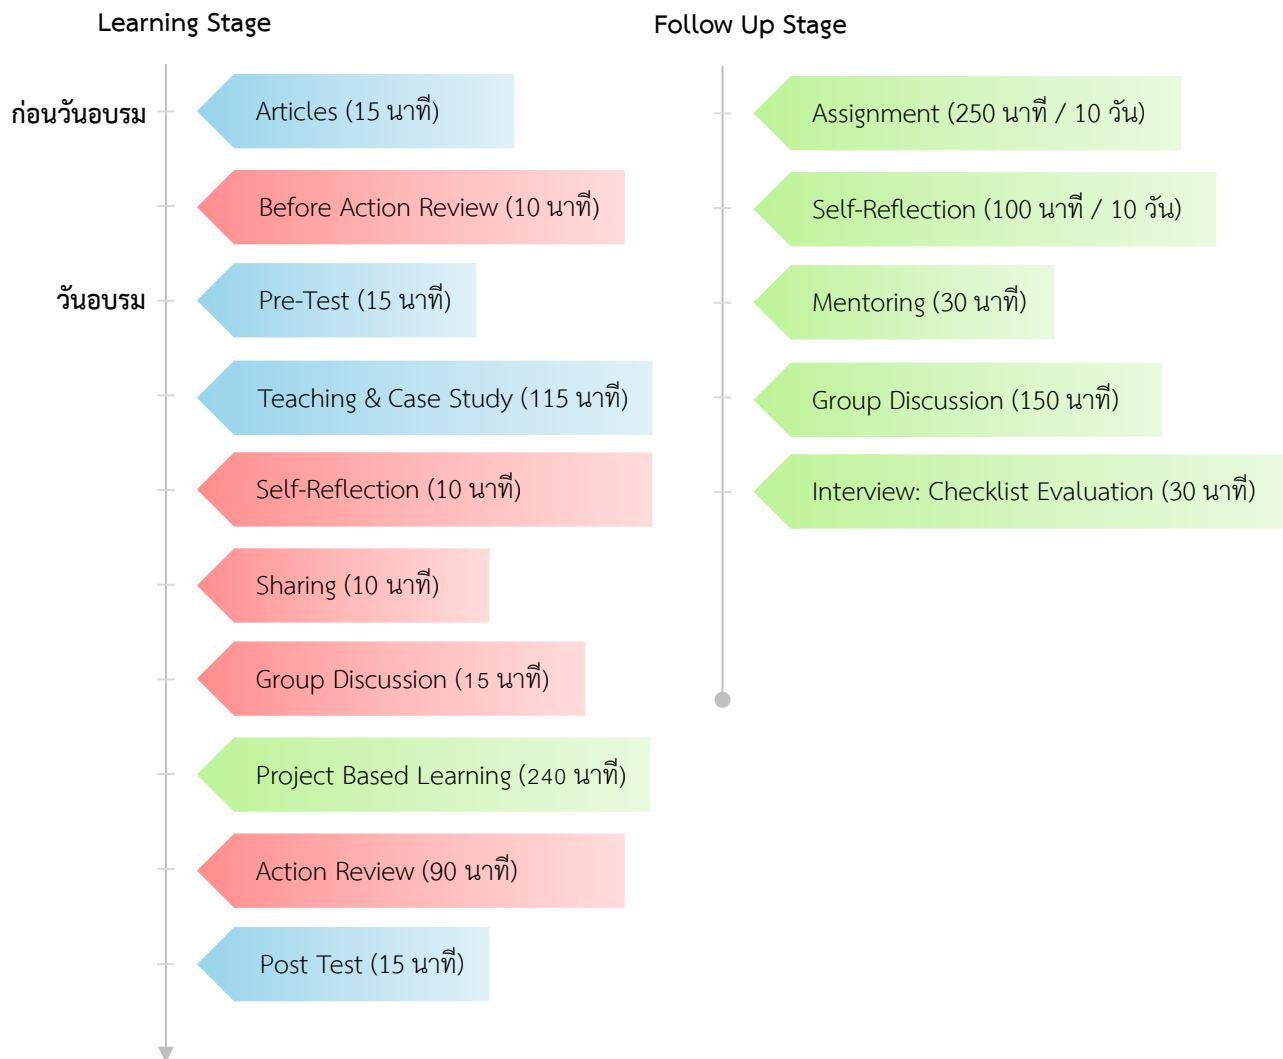 Learning Stage
ก่อนวันอบรม
Articles (15 นาที)
Before Action Review (10 นาที)
วันอบรม
Pre-Test (15 นาที)
Teaching & Case Study (115 นาที)
Self-Reflection (10 นาที)
Sharing (10 นาที)
Group Discussion (15 นาที)
Project Based Learning (240 นาที)
Action Review (90 นาที)
Post Test (15 นาที)
Follow Up Stage
Assignment (250 นาที / 10 วัน)
Self-Reflection (100 นาที / 10 วัน)
Mentoring (30 นาที)
Group Discussion (150 นาที)
Interview: Checklist Evaluation (30 นาที)